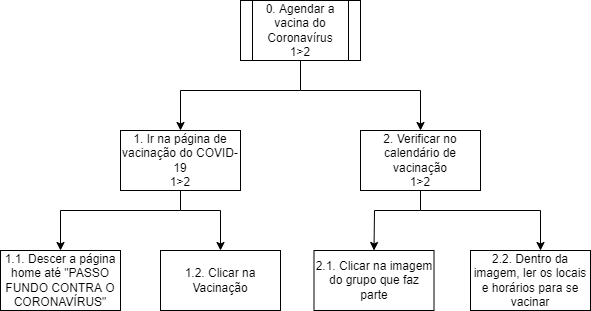 0. Agendar a
vacina do
Coronavírus
1>2
1. Ir na página de
vacinação do COVID-
19
1>2
2. Verificar no
calendário de
vacinação
1>2
1.1. Descer a página
home até "PASSO
FUNDO CONTRA O
CORONAVÍRUS"
1.2. Clicar na
Vacinação
2.1. Clicar na imagem
do grupo que faz
parte
2.2. Dentro da
imagem, ler os locais
e horários para se
vacinar